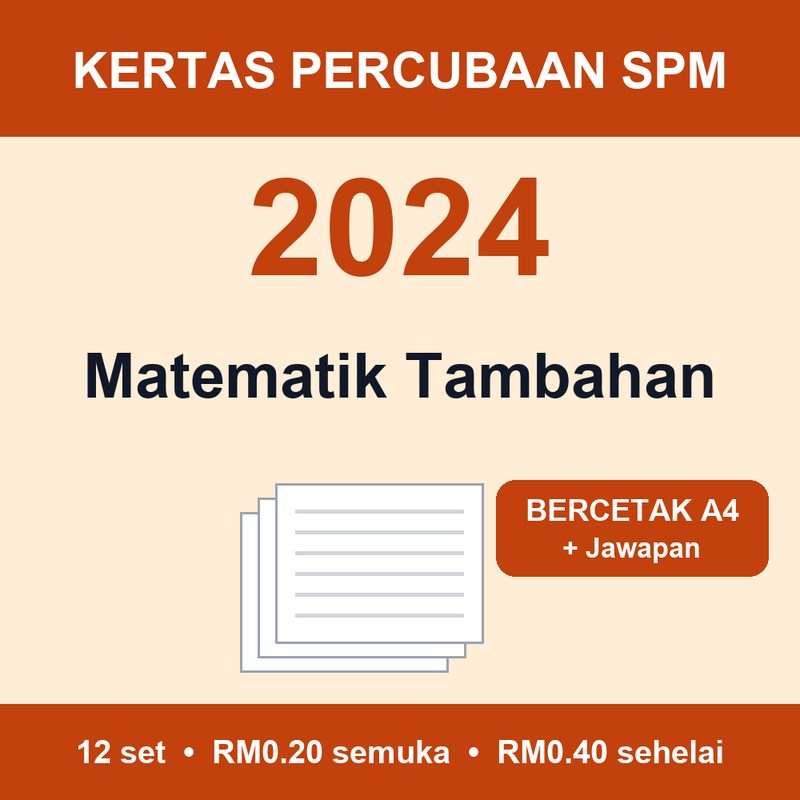 KERTAS PERCUBAAN SPM
2024
Matematik Tambahan
BERCETAK A4
+ Jawapan
12 set • RM0.20 semuka • RM0.40 sehelai